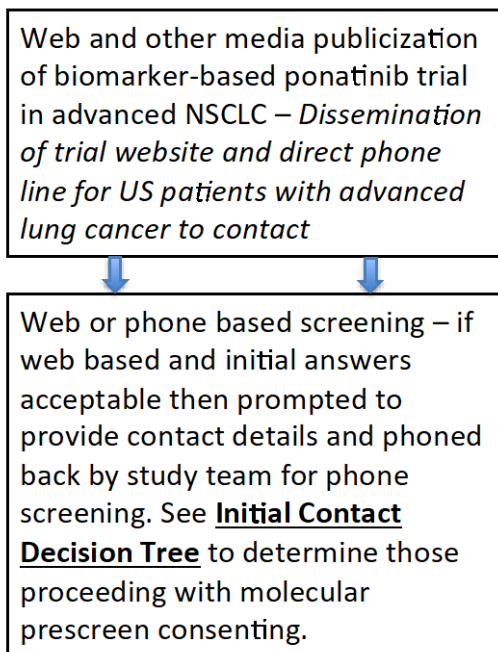 Web and other media publicization
of biomarker-based ponatinib trial
in advanced NSCLC – Dissemination
of trial website and direct phone
line for US patients with advanced
lung cancer to contact
Web or phone based screening – if
web based and initial answers
acceptable then prompted to
provide contact details and phoned
back by study team for phone
screening. See Initial Contact
Decision Tree to determine those
proceeding with molecular
prescreen consenting.